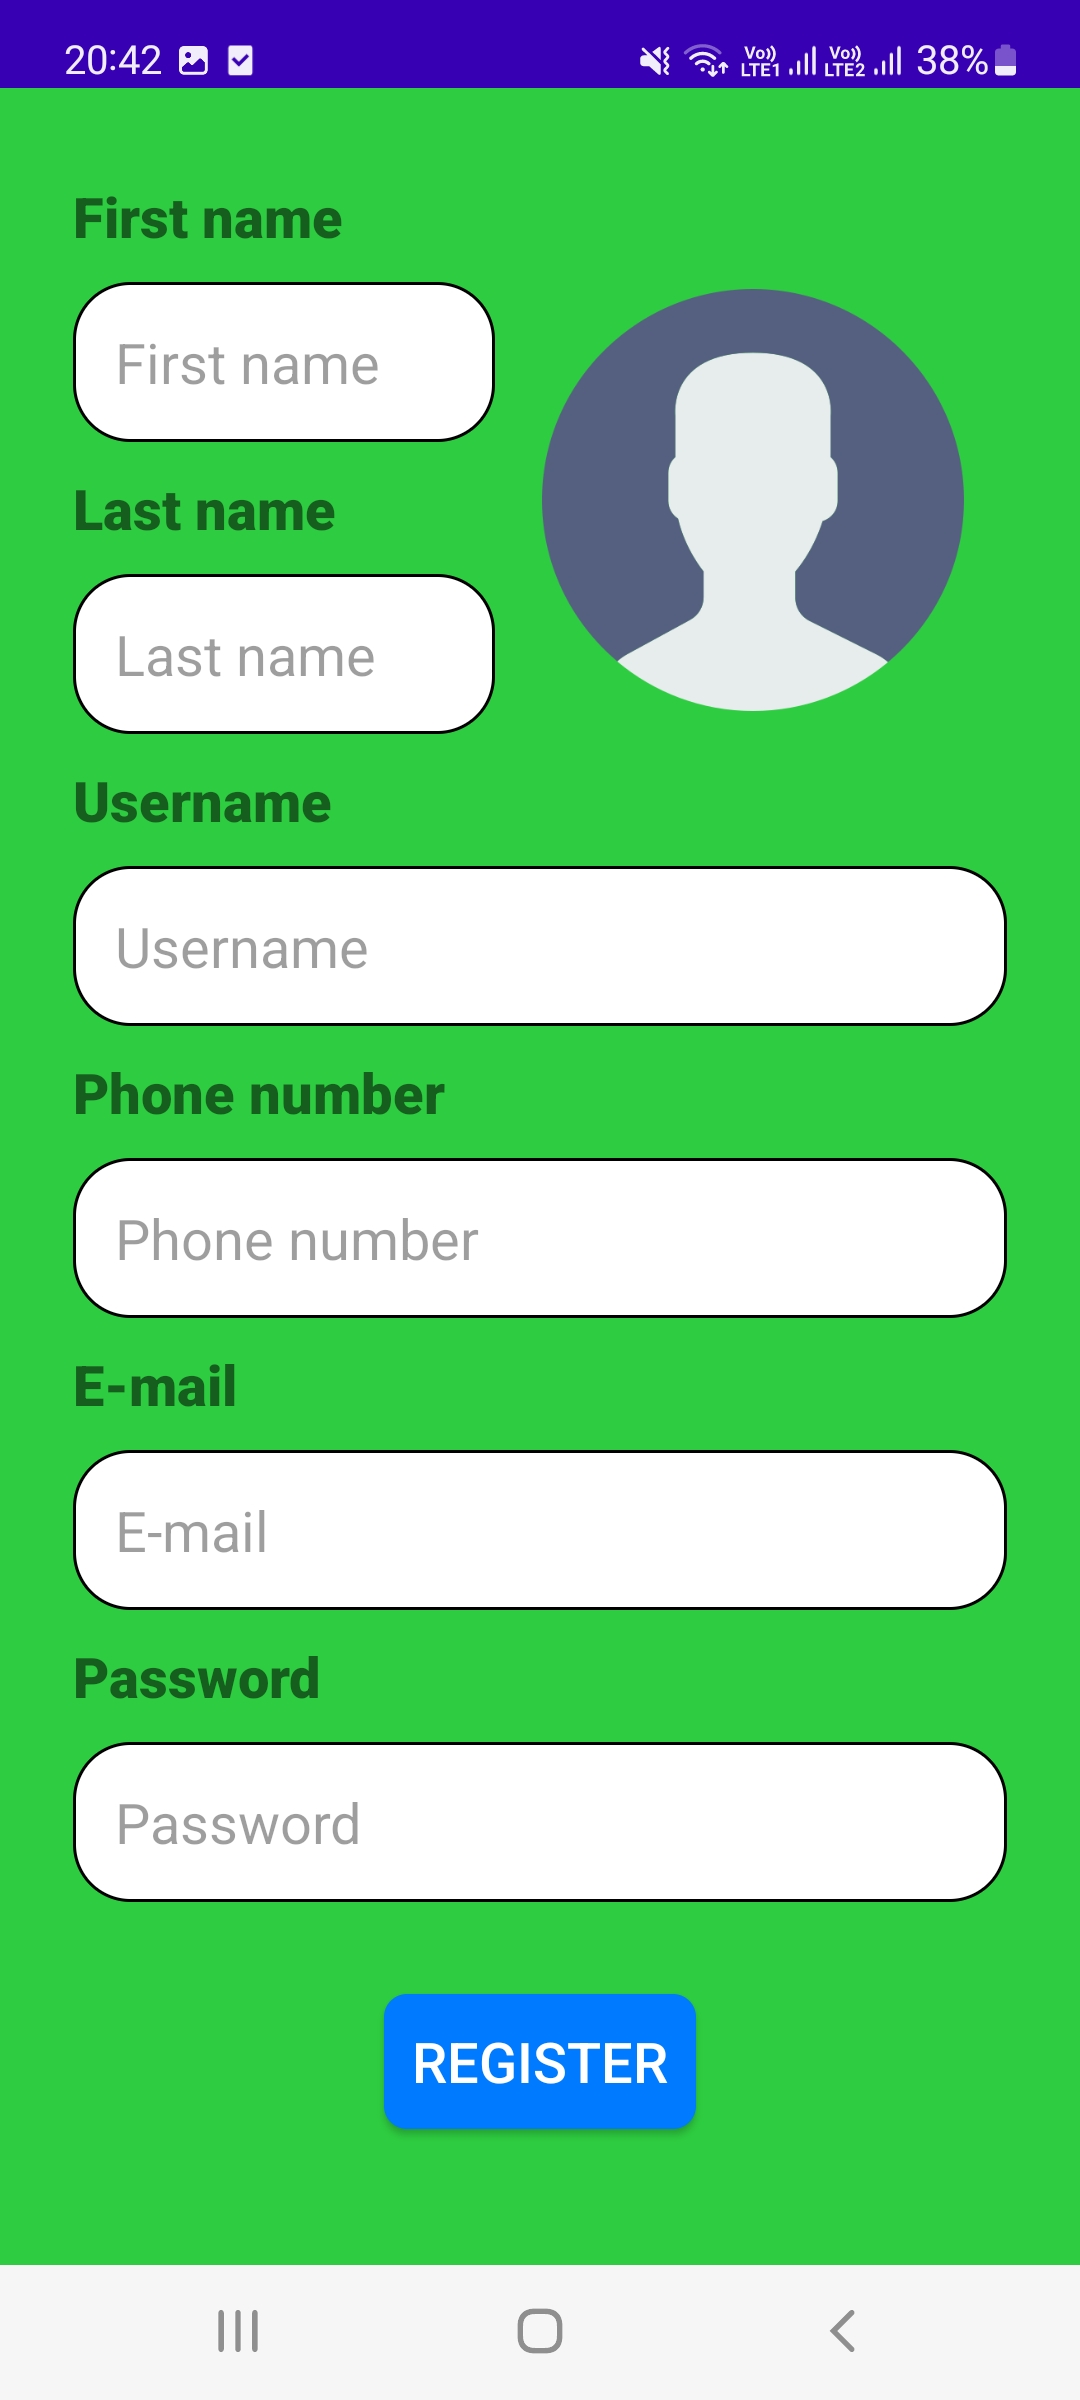 20:42 Vo)) LTE1 Vo)) LTE2 38%
First name
First name
Last name
Last name
Username
Username
Phone number
Phone number
E-mail
E-mail
Password
Password
REGISTER